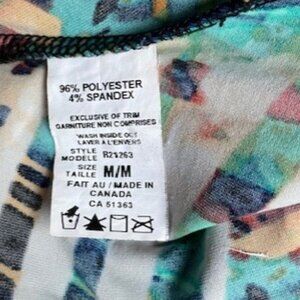 96% POLYESTER
4% SPANDEX
EXCLUSIVE OF TRIM
GARNITURE NON COMPRISES
WASH INSIDE OUT
LAVER A L'ENVERS
STYLE
MODELE R21263
SIZE
TAILLE M/M
FAIT AU / MADE IN
CANADA
CA 51363